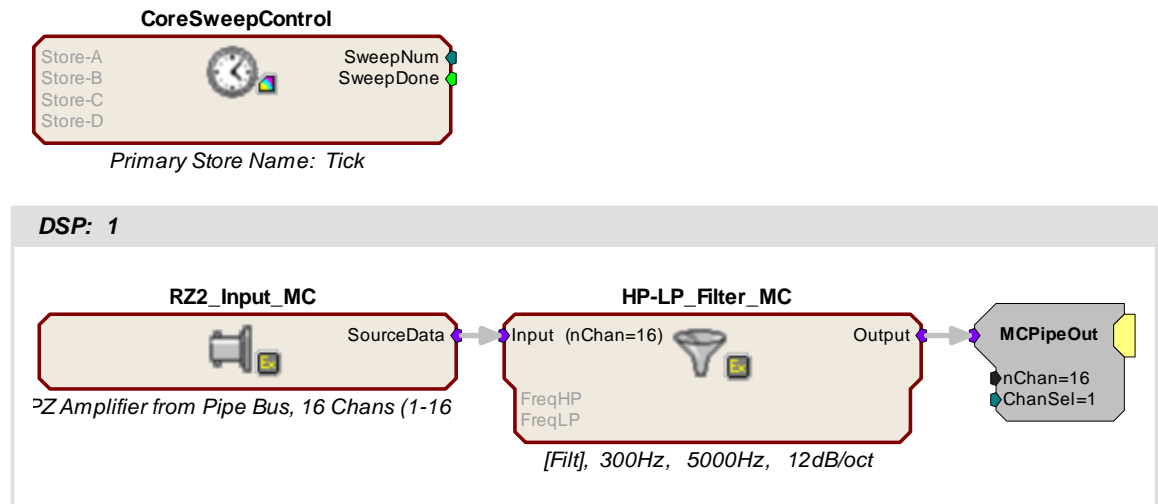 CoreSweepControl
Store-A
SweepNum
Store-B
SweepDone
Store-C
Store-D
Primary Store Name: Tick
DSP: 1
RZ2_Input_MC
HP-LP_Filter_MC
SourceData
Input (nChan=16)
Output
MCPipeOut
nChan=16
ChanSel=1
FreqHP
FreqLP
PZ Amplifier from Pipe Bus, 16 Chans (1-16
[Filt], 300Hz, 5000Hz, 12dB/oct